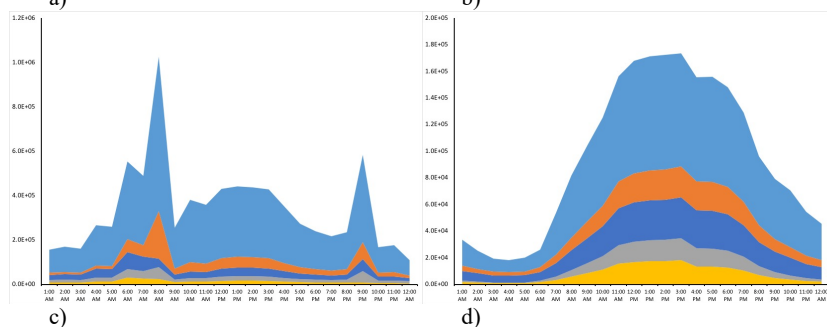 a) b)
1.2E+06
1.0E+06
8.0E+05
6.0E+05
4.0E+05
2.0E+05
0.0E+00
1:00 2:00 3:00 4:00 5:00 6:00 7:00 8:00 9:00 10:00 11:00 12:00 1:00 2:00 3:00 4:00 5:00 6:00 7:00 8:00 9:00 10:00 11:00 12:00
AM AM AM AM AM AM AM AM AM AM AM PM PM PM PM PM PM PM PM PM PM PM PM AM
2.0E+05
1.8E+05
1.6E+05
1.4E+05
1.2E+05
1.0E+05
8.0E+04
6.0E+04
4.0E+04
2.0E+04
0.0E+00
1:00 2:00 3:00 4:00 5:00 6:00 7:00 8:00 9:00 10:00 11:00 12:00 1:00 2:00 3:00 4:00 5:00 6:00 7:00 8:00 9:00 10:00 11:00 12:00
AM AM AM AM AM AM AM AM AM AM AM PM PM PM PM PM PM PM PM PM PM PM PM AM
c) d)